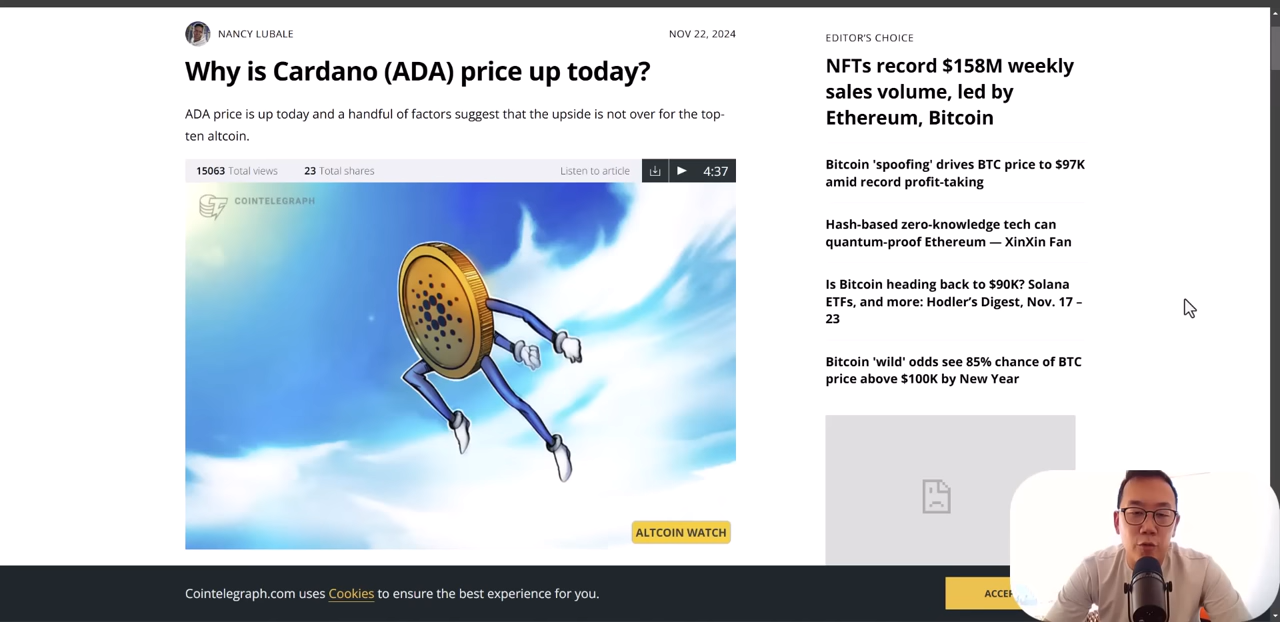 NANCY LUBALE
NOV 22, 2024
Why is Cardano (ADA) price up today?
ADA price is up today and a handful of factors suggest that the upside is not over for the top-
ten altcoin.
15063 Total views
23 Total shares
Listen to article
4:37
COINTELEGRAPH
ALTCOIN WATCH
EDITOR'S CHOICE
NFTs record $158M weekly
sales volume, led by
Ethereum, Bitcoin
Bitcoin 'spoofing' drives BTC price to $97K
amid record profit-taking
Hash-based zero-knowledge tech can
quantum-proof Ethereum — XinXin Fan
Is Bitcoin heading back to $90K? Solana
ETFs, and more: Hodler’s Digest, Nov. 17 –
23
Bitcoin 'wild' odds see 85% chance of BTC
price above $100K by New Year
Cointelegraph.com uses Cookies to ensure the best experience for you.